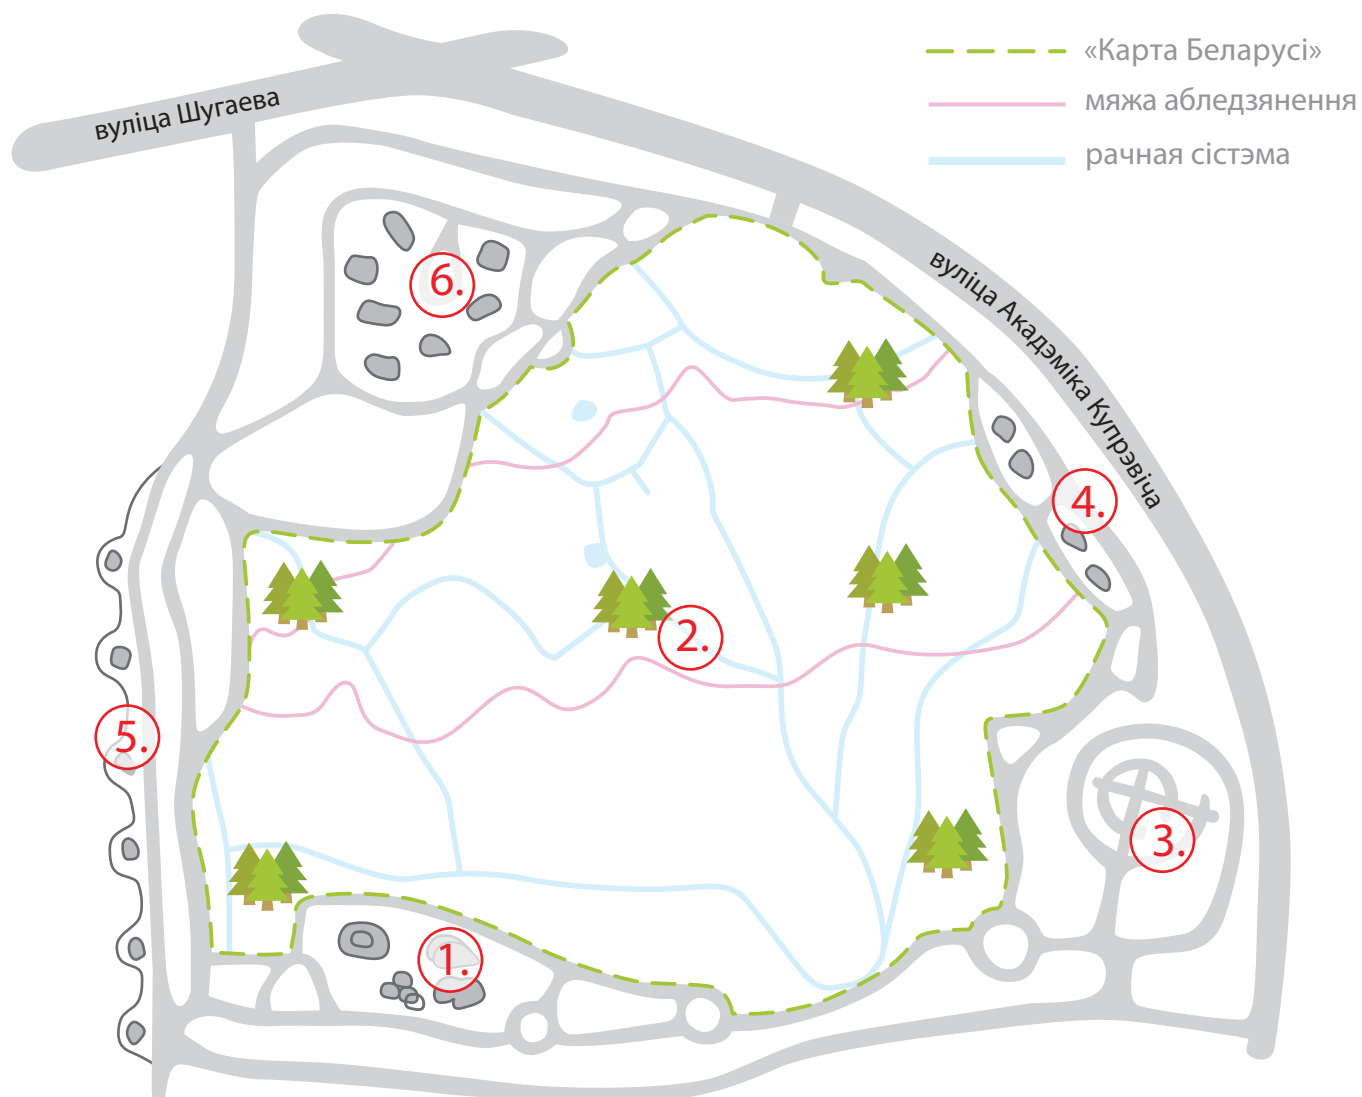 «Карта Беларусі»
мяжа абледзянення
рачная сістэма
вуліца Шугаева
вуліца Акадэміка Купрэвіча
6.
4.
2.
5.
3.
1.